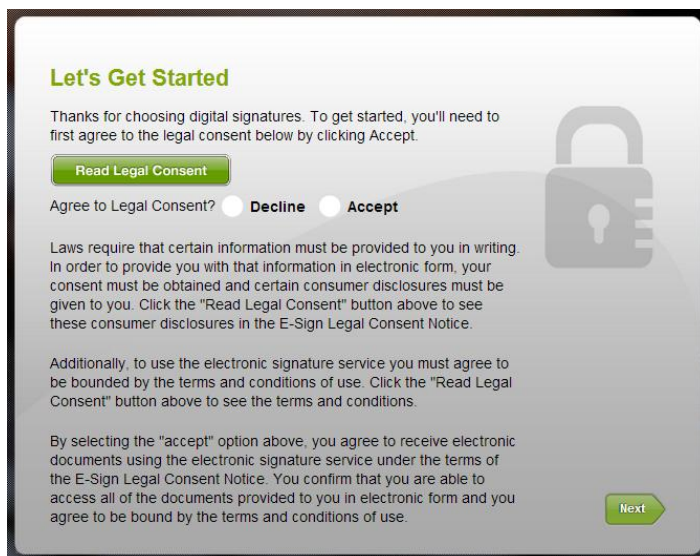 Let's Get Started
Thanks for choosing digital signatures. To get started, you'll need to
first agree to the legal consent below by clicking Accept.
Read Legal Consent
Agree to Legal Consent? Decline Accept
Laws require that certain information must be provided to you in writing.
In order to provide you with that information in electronic form, your
consent must be obtained and certain consumer disclosures must be
given to you. Click the "Read Legal Consent" button above to see
these consumer disclosures in the E-Sign Legal Consent Notice.
Additionally, to use the electronic signature service you must agree to
be bounded by the terms and conditions of use. Click the "Read Legal
Consent" button above to see the terms and conditions.
By selecting the "accept" option above, you agree to receive electronic
documents using the electronic signature service under the terms of
the E-Sign Legal Consent Notice. You confirm that you are able to
access all of the documents provided to you in electronic form and you
agree to be bound by the terms and conditions of use.
Next